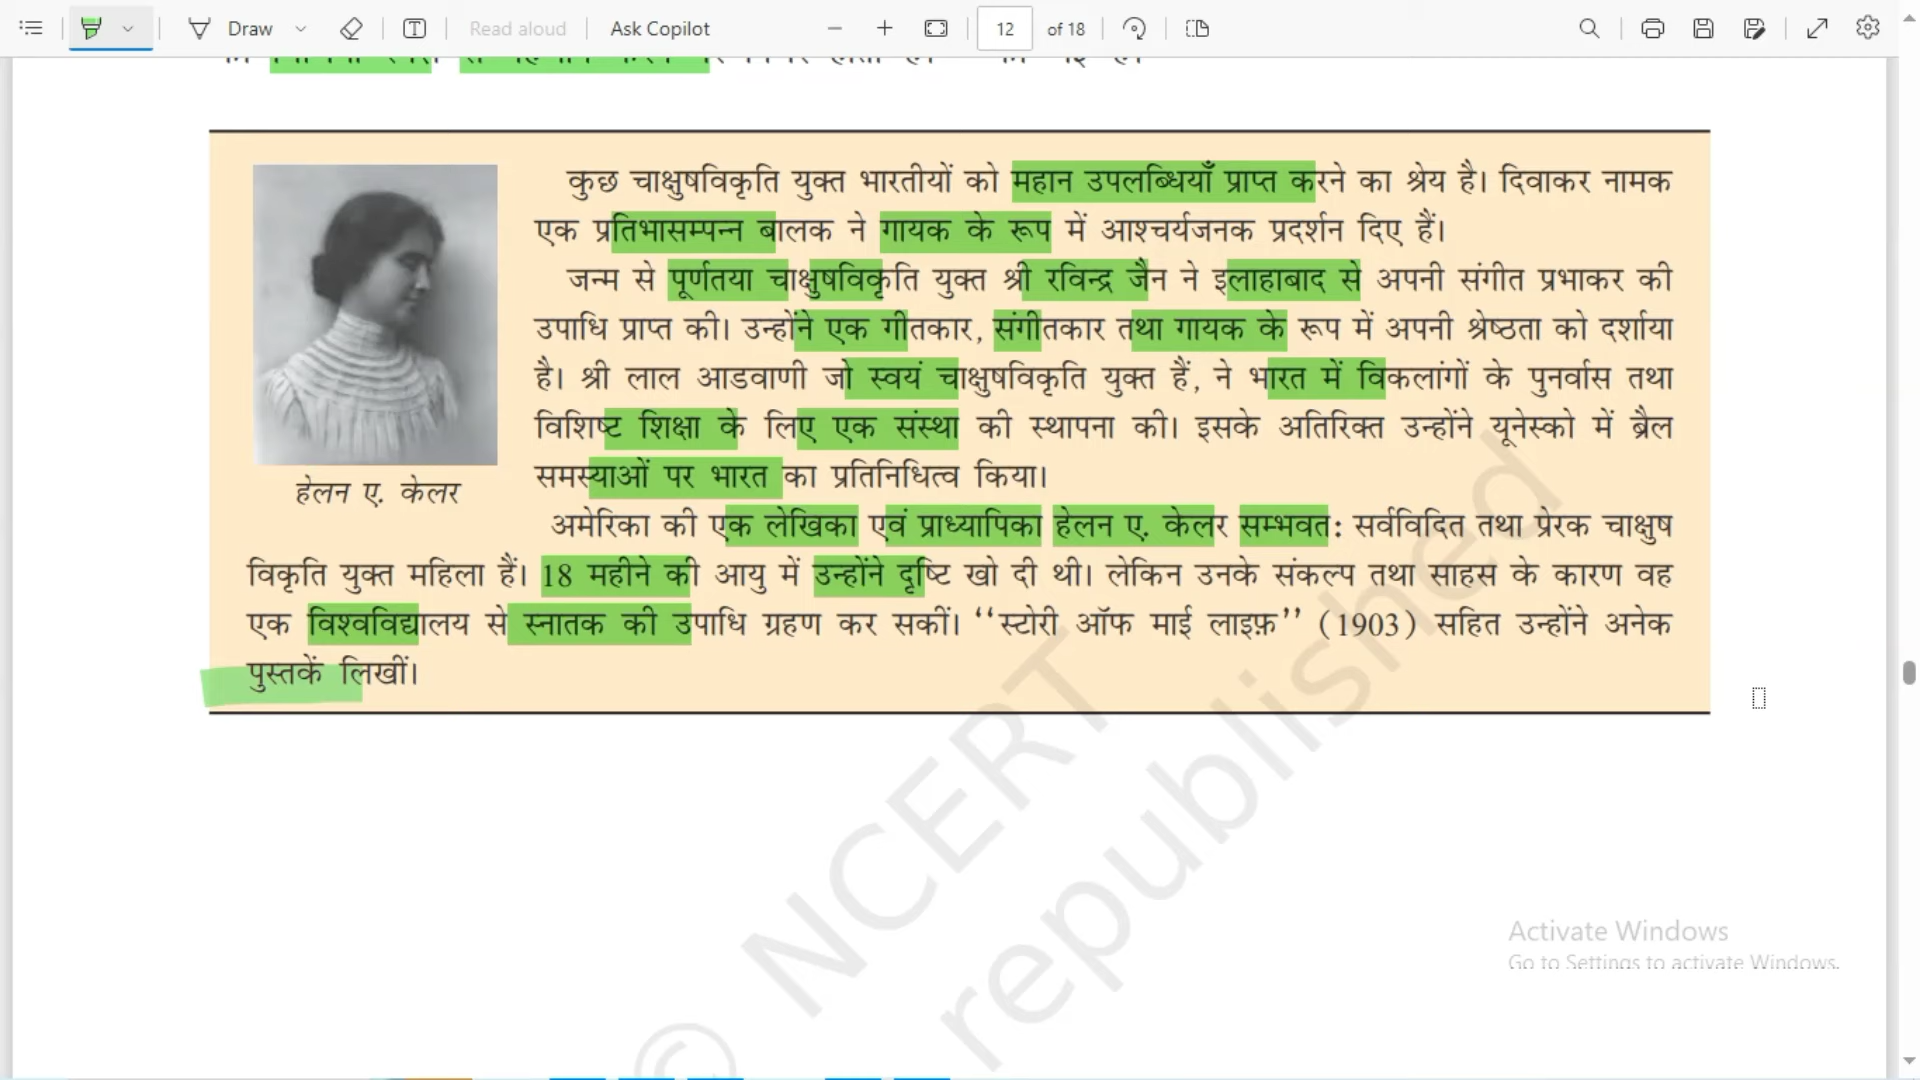 Draw
Read aloud
Ask Copilot
12
of 18
कुछ चाक्षुषविकृति युक्त भारतीयों को महान उपलब्धियाँ प्राप्त करने का श्रेय है। दिवाकर नामक
एक प्रतिभासम्पन्न बालक ने गायक के रूप में आश्चर्यजनक प्रदर्शन दिए हैं।
जन्म से पूर्णतया चाक्षुषविकृति युक्त श्री रविन्द्र जैन ने इलाहाबाद से अपनी संगीत प्रभाकर की
उपाधि प्राप्त की। उन्होंने एक गीतकार, संगीतकार तथा गायक के रूप में अपनी श्रेष्ठता को दर्शाया
है। श्री लाल आडवाणी जो स्वयं चाक्षुषविकृति युक्त हैं, ने भारत में विकलांगों के पुनर्वास तथा
विशिष्ट शिक्षा के लिए एक संस्था की स्थापना की। इसके अतिरिक्त उन्होंने यूनेस्को में ब्रैल
समस्याओं पर भारत का प्रतिनिधित्व किया।
हेलन ए. केलर
अमेरिका की एक लेखिका एवं प्राध्यापिका हेलन ए. केलर सम्भवत: सर्वविदित तथा प्रेरक चाक्षुष
विकृति युक्त महिला हैं। 18 महीने की आयु में उन्होंने दृष्टि खो दी थी। लेकिन उनके संकल्प तथा साहस के कारण वह
एक विश्वविद्यालय से स्नातक की उपाधि ग्रहण कर सकीं। “स्टोरी ऑफ माई लाइफ़” (1903) सहित उन्होंने अनेक
पुस्तकें लिखीं।
© NCERT
republished
Activate Windows
Go to Settings to activate Windows.